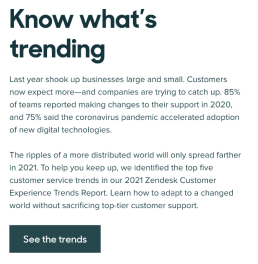 Know what's
trending
Last year shook up businesses large and small. Customers
now expect more—and companies are trying to catch up. 85%
of teams reported making changes to their support in 2020,
and 75% said the coronavirus pandemic accelerated adoption
of new digital technologies.
The ripples of a more distributed world will only spread farther
in 2021. To help you keep up, we identified the top five
customer service trends in our 2021 Zendesk Customer
Experience Trends Report. Learn how to adapt to a changed
world without sacrificing top-tier customer support.
See the trends